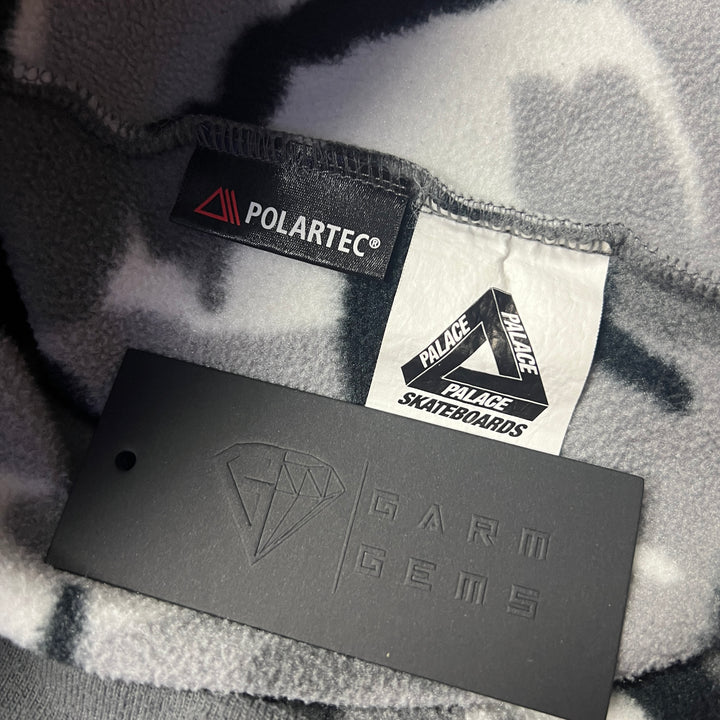 POLARTEC®
PALACE
PALACE
PALACE
SKATEBOARDS
GARM
GEMS